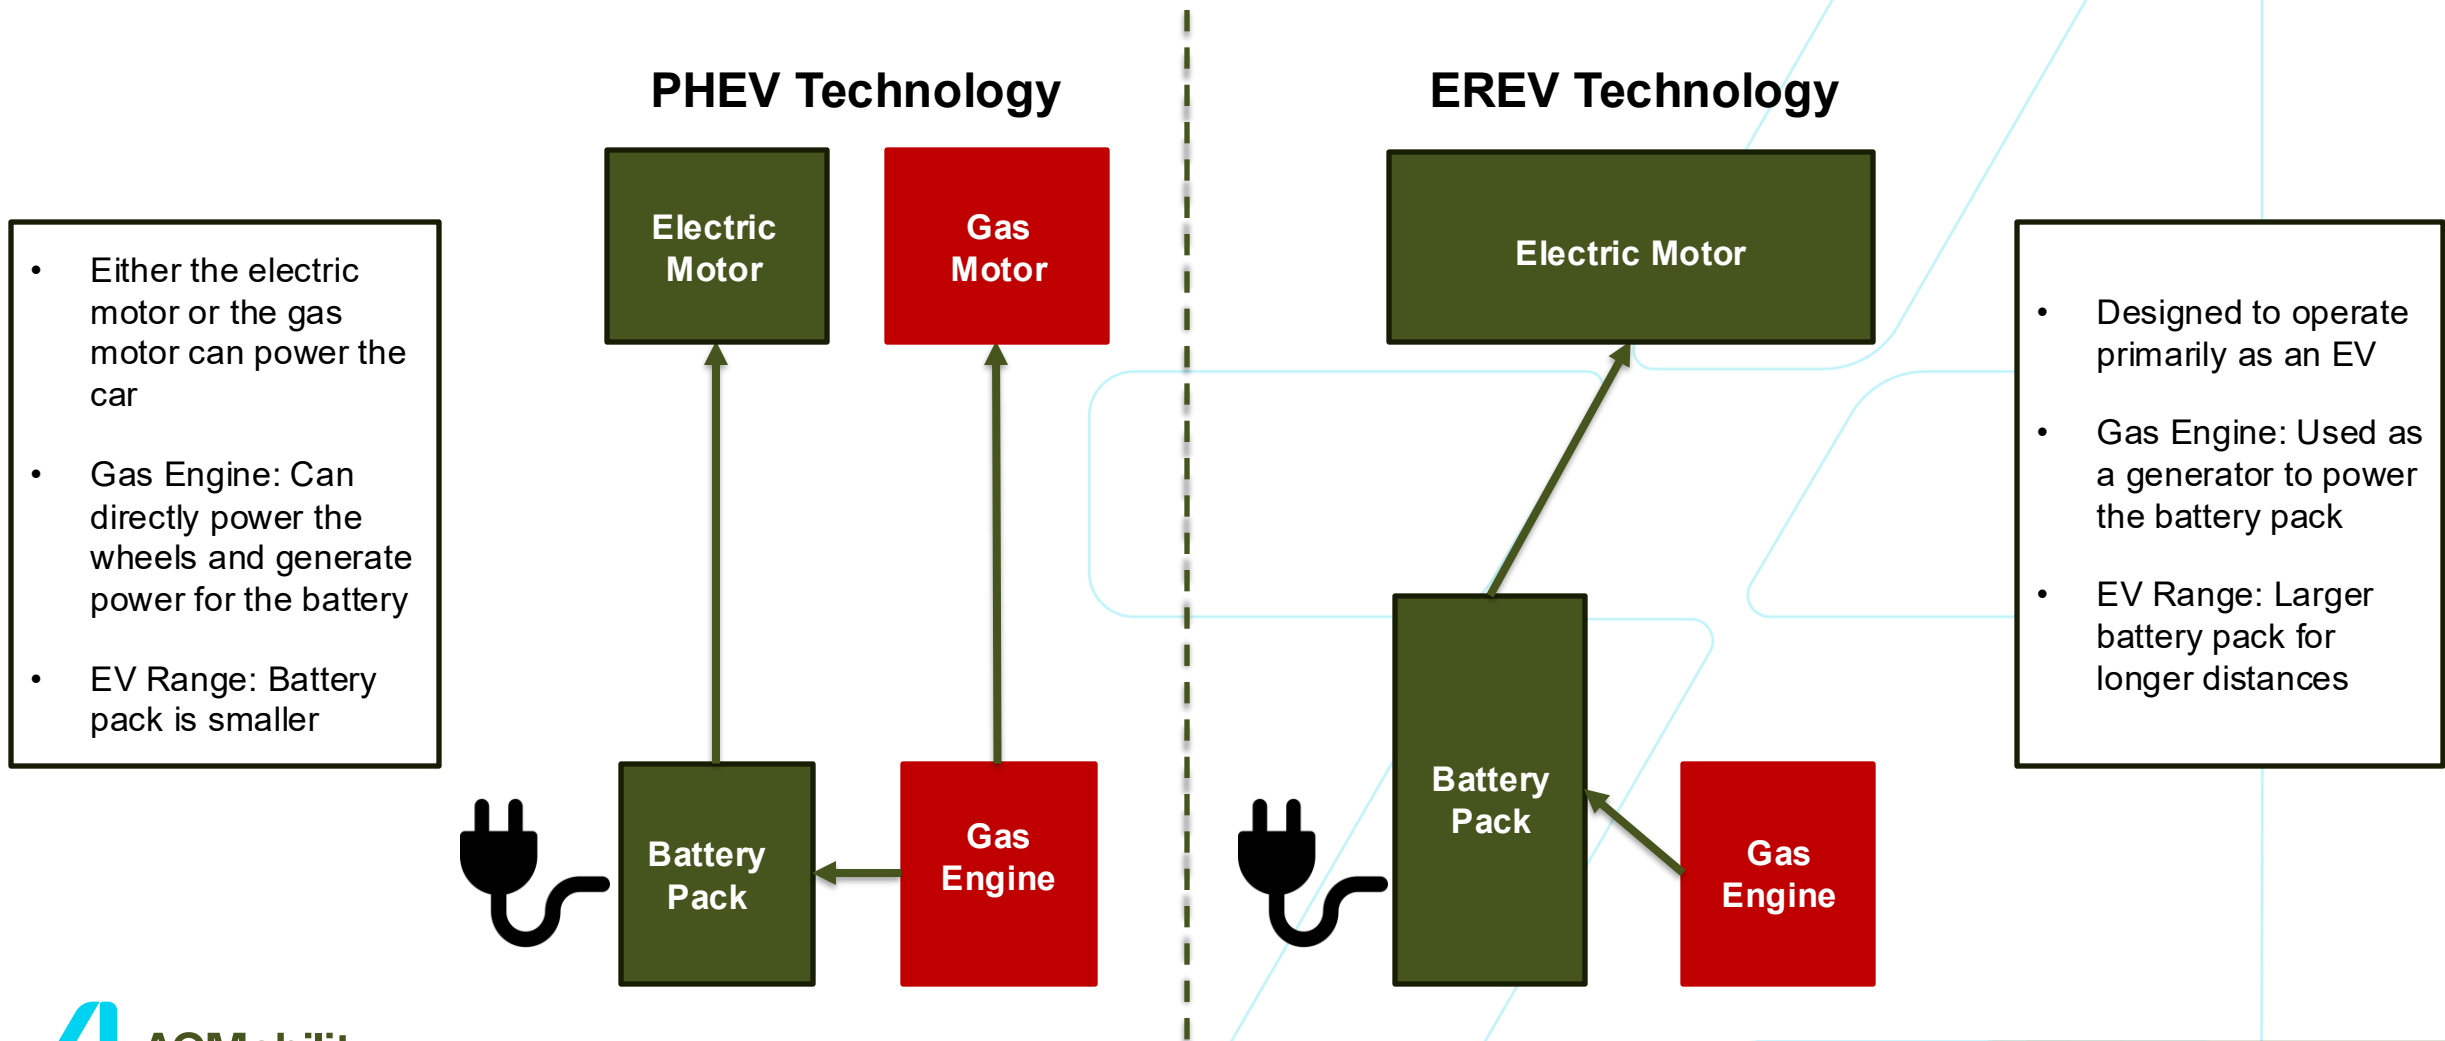 PHEV Technology
EREV Technology
• Either the electric
motor or the gas
motor can power the
car
• Gas Engine: Can
directly power the
wheels and generate
power for the battery
• EV Range: Battery
pack is smaller
Electric
Motor
Gas
Motor
Battery
Pack
Gas
Engine
Electric Motor
Battery
Pack
Gas
Engine
• Designed to operate
primarily as an EV
• Gas Engine: Used as
a generator to power
the battery pack
• EV Range: Larger
battery pack for
longer distances